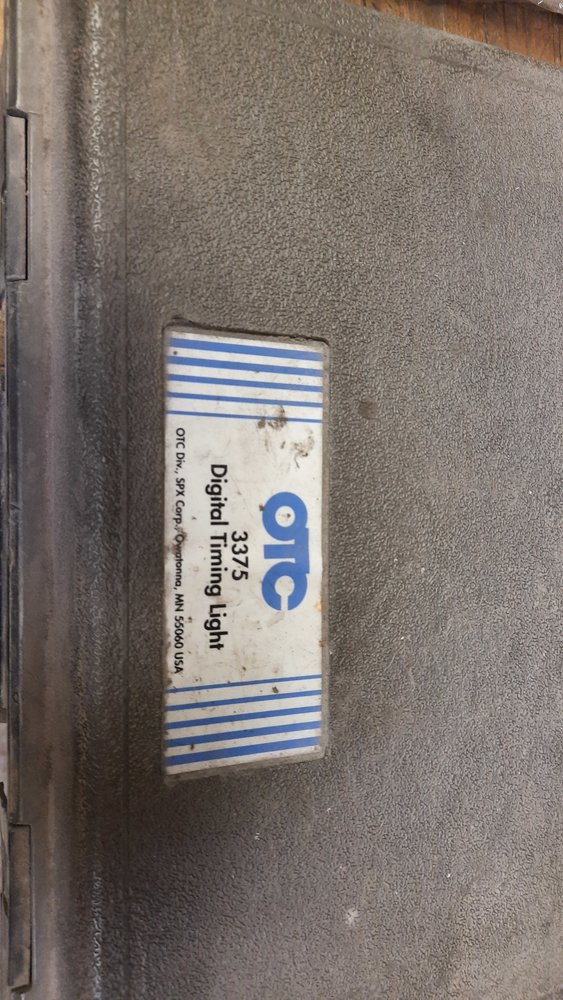 OTC
3375
Digital Timing Light
OTC Div., SPX Corp., Owatonna, MN 55060 USA